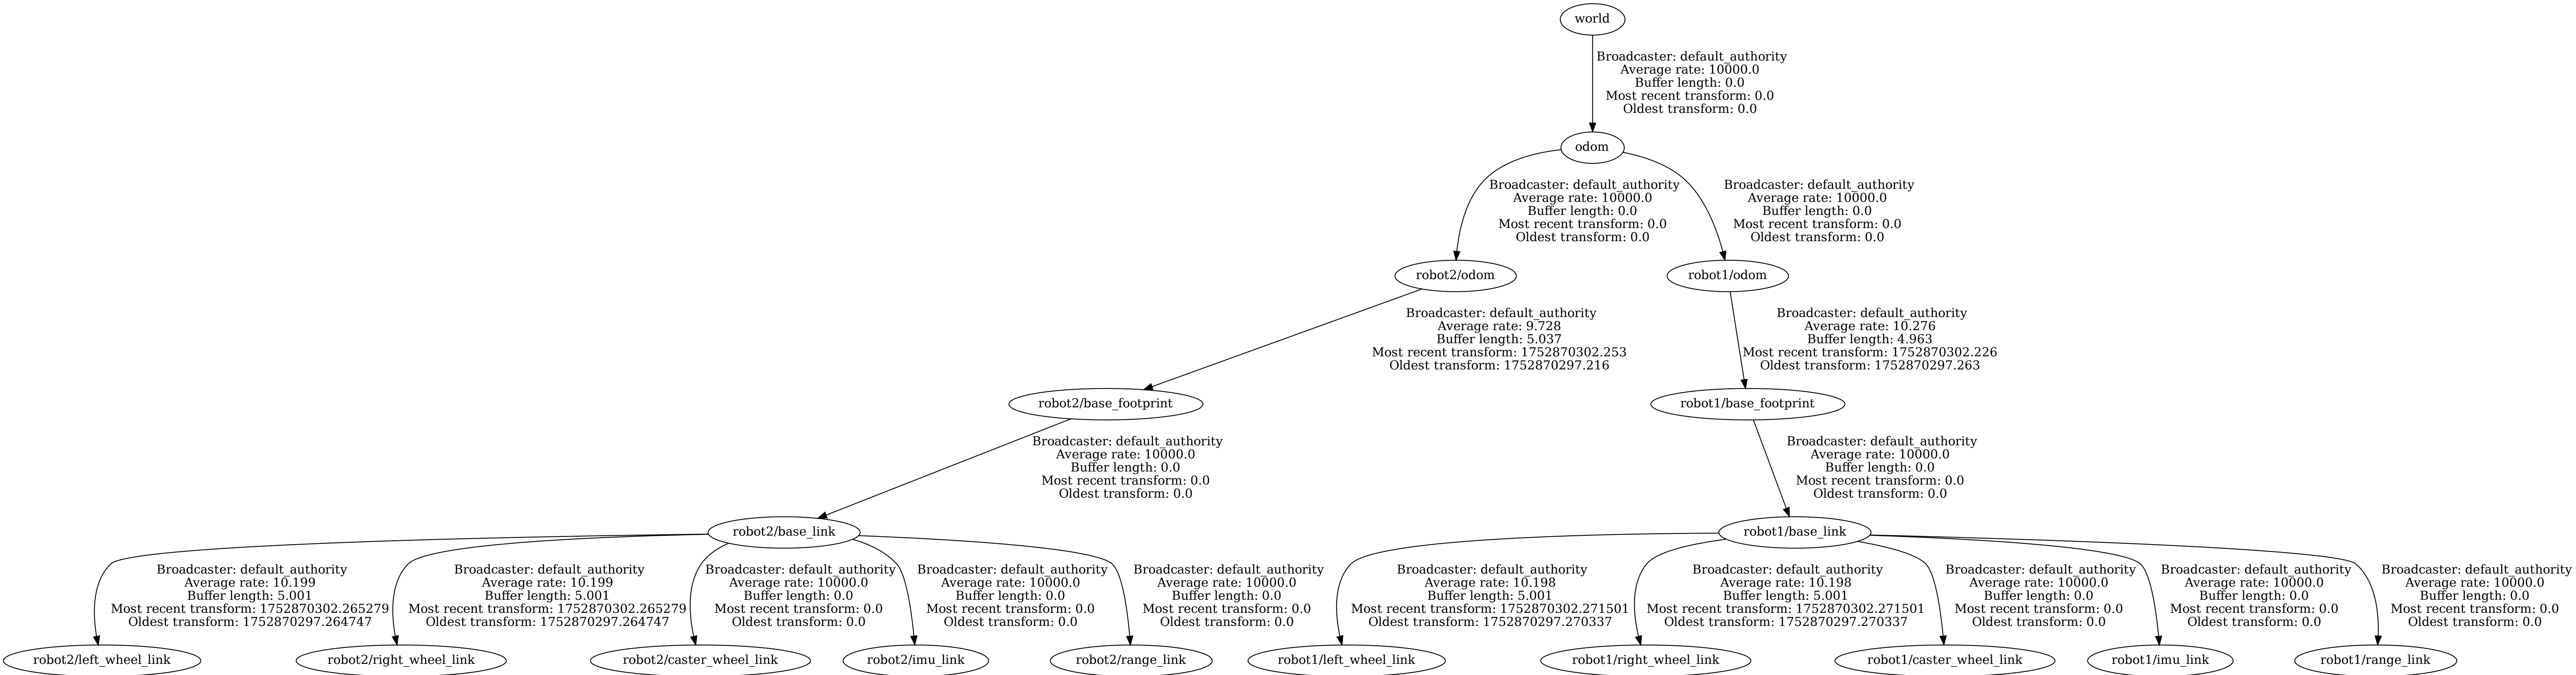 world
Broadcaster: default_authority
Average rate: 10000.0
Buffer length: 0.0
Most recent transform: 0.0
Oldest transform: 0.0
odom
Broadcaster: default_authority
Average rate: 10000.0
Buffer length: 0.0
Most recent transform: 0.0
Oldest transform: 0.0
Broadcaster: default_authority
Average rate: 10000.0
Buffer length: 0.0
Most recent transform: 0.0
Oldest transform: 0.0
robot2/odom
robot1/odom
Broadcaster: default_authority
Average rate: 9.728
Buffer length: 5.037
Most recent transform: 1752870302.253
Oldest transform: 1752870297.216
Broadcaster: default_authority
Average rate: 10.276
Buffer length: 4.963
Most recent transform: 1752870302.226
Oldest transform: 1752870297.263
robot2/base_footprint
robot1/base_footprint
Broadcaster: default_authority
Average rate: 10000.0
Buffer length: 0.0
Most recent transform: 0.0
Oldest transform: 0.0
Broadcaster: default_authority
Average rate: 10000.0
Buffer length: 0.0
Most recent transform: 0.0
Oldest transform: 0.0
robot2/base_link
robot1/base_link
Broadcaster: default_authority
Average rate: 10.199
Buffer length: 5.001
Most recent transform: 1752870302.265279
Oldest transform: 1752870297.264747
Broadcaster: default_authority
Average rate: 10.199
Buffer length: 5.001
Most recent transform: 1752870302.265279
Oldest transform: 1752870297.264747
Broadcaster: default_authority
Average rate: 10000.0
Buffer length: 0.0
Most recent transform: 0.0
Oldest transform: 0.0
Broadcaster: default_authority
Average rate: 10000.0
Buffer length: 0.0
Most recent transform: 0.0
Oldest transform: 0.0
Broadcaster: default_authority
Average rate: 10000.0
Buffer length: 0.0
Most recent transform: 0.0
Oldest transform: 0.0
Broadcaster: default_authority
Average rate: 10.198
Buffer length: 5.001
Most recent transform: 1752870302.271501
Oldest transform: 1752870297.270337
Broadcaster: default_authority
Average rate: 10.198
Buffer length: 5.001
Most recent transform: 1752870302.271501
Oldest transform: 1752870297.270337
Broadcaster: default_authority
Average rate: 10000.0
Buffer length: 0.0
Most recent transform: 0.0
Oldest transform: 0.0
Broadcaster: default_authority
Average rate: 10000.0
Buffer length: 0.0
Most recent transform: 0.0
Oldest transform: 0.0
Broadcaster: default_authority
Average rate: 10000.0
Buffer length: 0.0
Most recent transform: 0.0
Oldest transform: 0.0
robot2/left_wheel_link
robot2/right_wheel_link
robot2/caster_wheel_link
robot2/imu_link
robot2/range_link
robot1/left_wheel_link
robot1/right_wheel_link
robot1/caster_wheel_link
robot1/imu_link
robot1/range_link